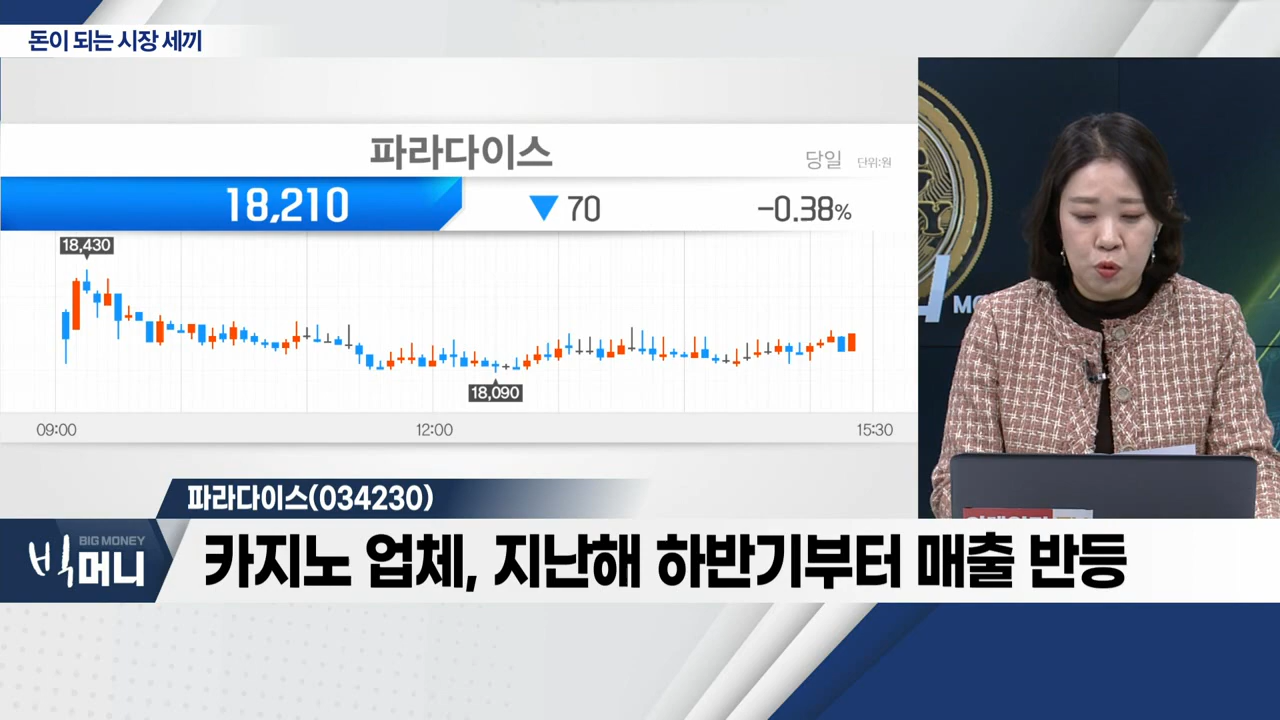 돈이 되는 시장 세끼
파라다이스
당일 단위:원
18,210 ▼ 70 -0.38%
18,430
18,090
09:00 12:00 15:30
파라다이스(034230)
BIG MONEY
빅머니
카지노 업체, 지난해 하반기부터 매출 반등